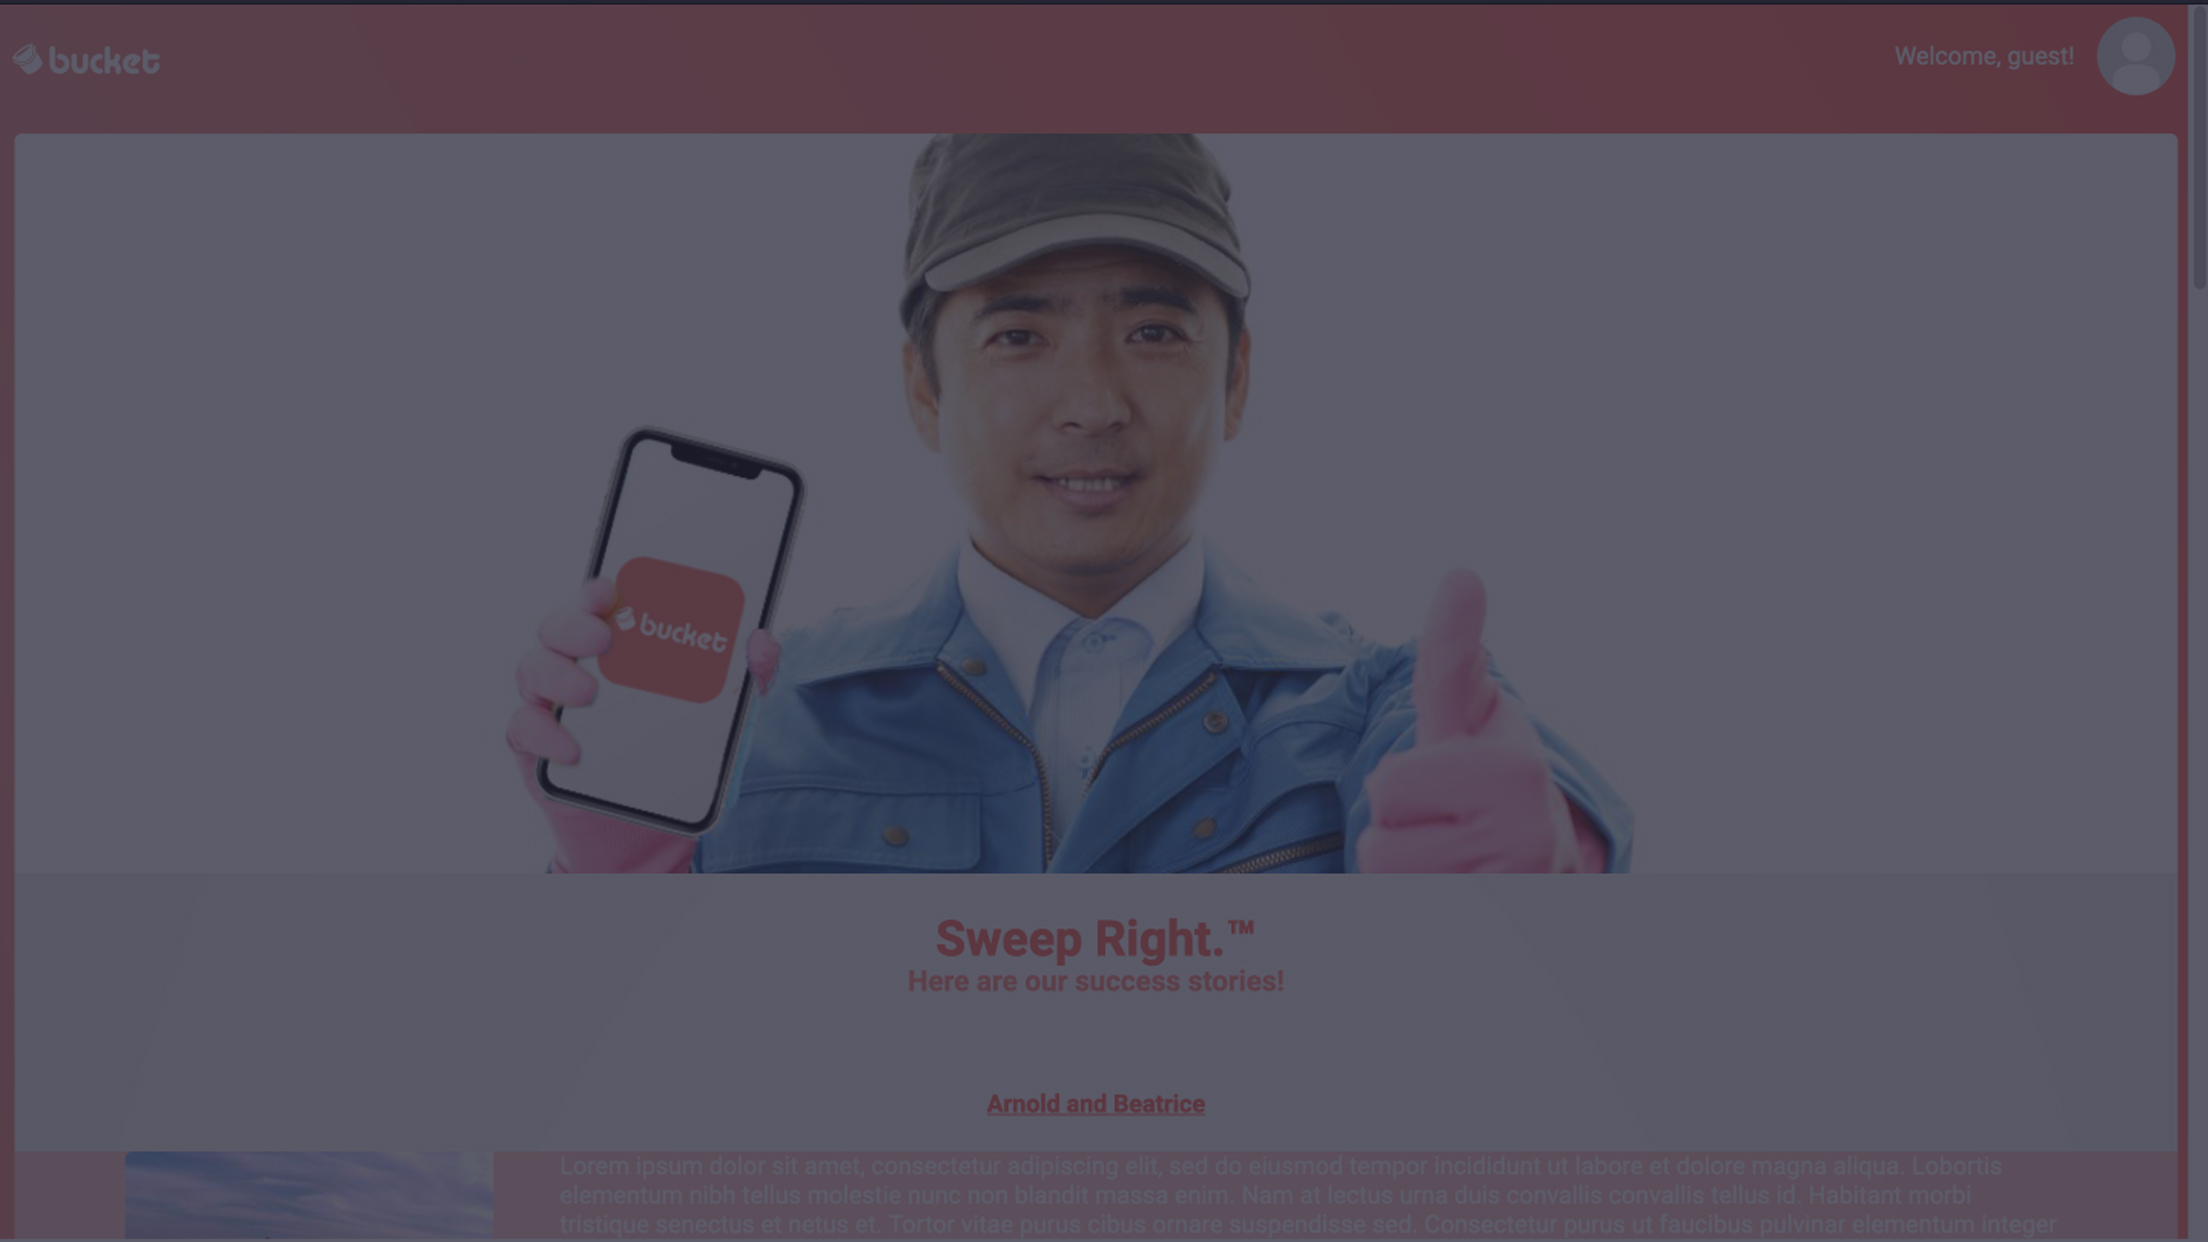 bucket
Welcome, guest!
bucket
Sweep Right.™
Here are our success stories!
Arnold and Beatrice
Lorem ipsum dolor sit amet, consectetur adipiscing elit, sed do eiusmod tempor incididunt ut labore et dolore magna aliqua. Lobortis
elementum nibh tellus molestie nunc non blandit massa enim. Nam at lectus urna duis convallis convallis tellus id. Habitant morbi
tristique senectus et netus et. Tortor vitae purus cibus ornare suspendisse sed. Consectetur purus ut faucibus pulvinar elementum integer